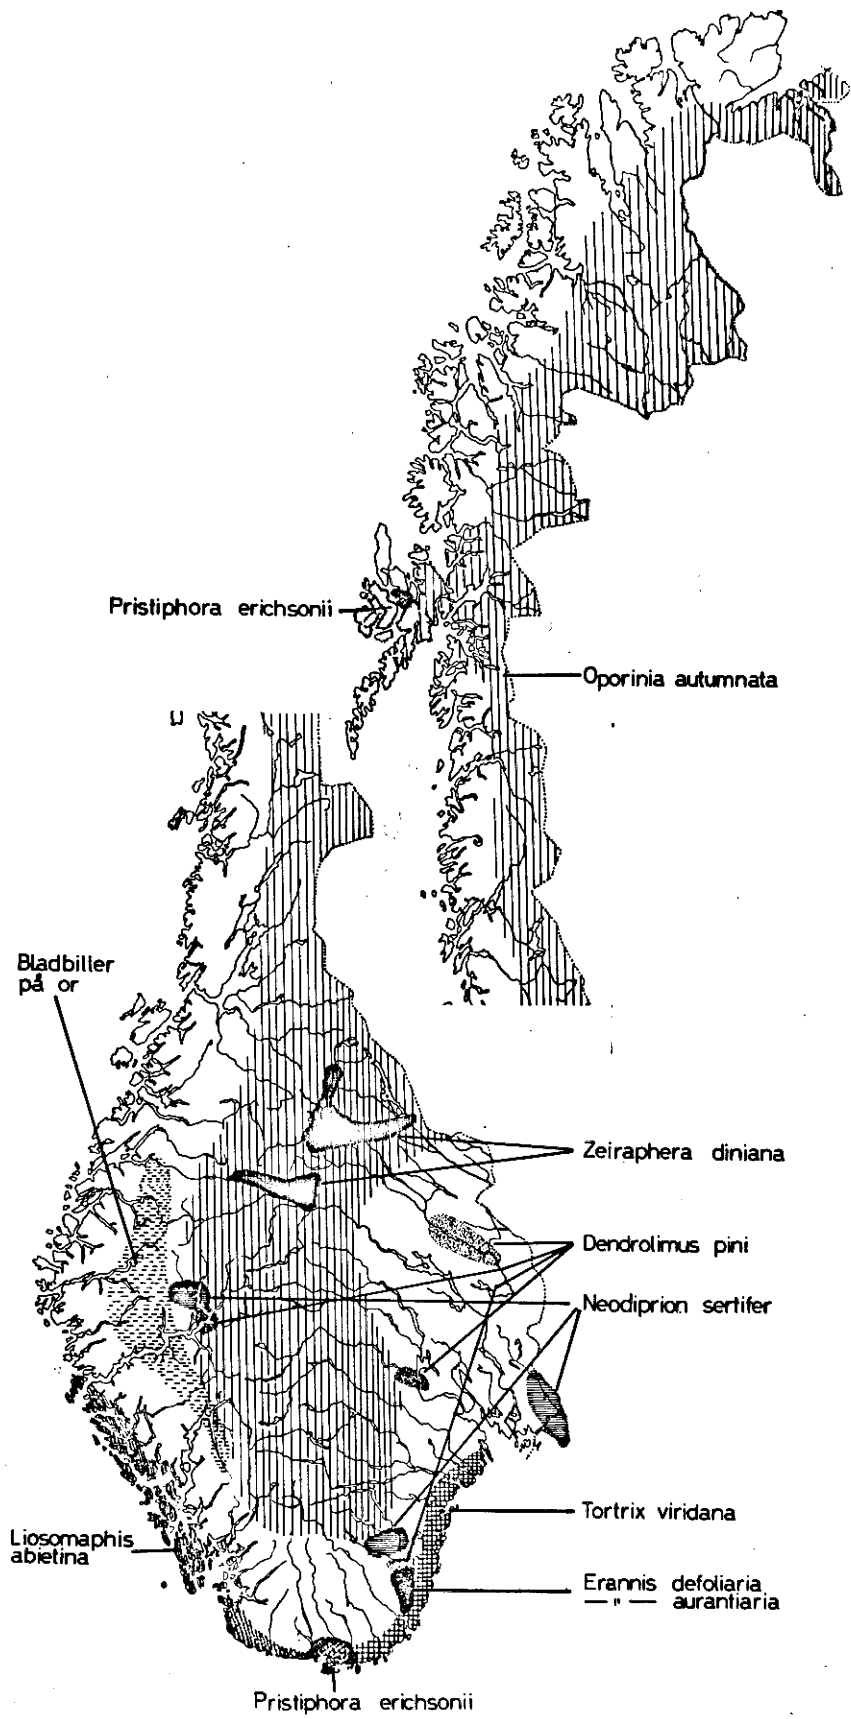 Pristiphora erichsonii
Oporinia autumnata
Bladbiller
på or
Zeiraphera diniana
Dendrolimus pini
Neodiprion sertifer
Tortrix viridana
Liosomaphis
abietina
Erannis defoliaria
— " — aurantiaria
Pristiphora erichsonii